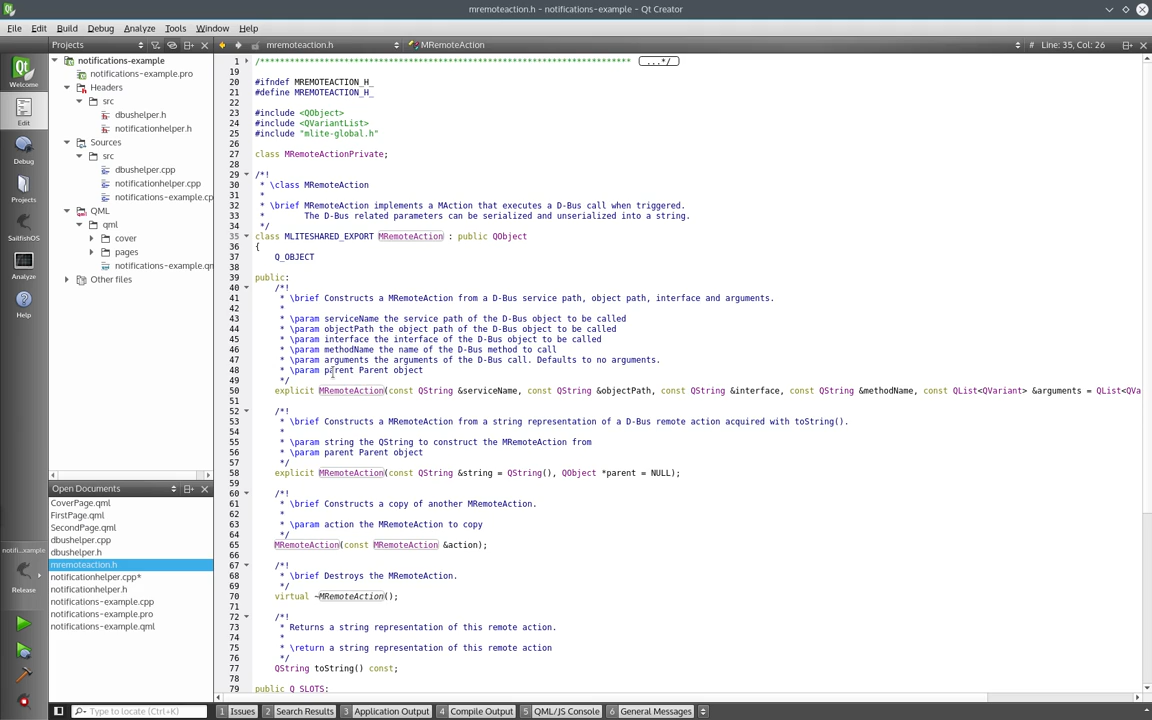 mremoteaction.h - notifications-example - Qt Creator
File Edit Build Debug Analyze Tools Window Help
Projects mremoteaction.h MRemoteAction # Line: 35, Col: 26
Welcome
Edit
Debug
Projects
SailfishOS
Analyze
Help
notifi...xample
Release
notifications-example
notifications-example.pro
Headers
src
dbushelper.h
notificationhelper.h
Sources
src
dbushelper.cpp
notificationhelper.cpp
notifications-example.cp
QML
qml
cover
pages
notifications-example.qm
Other files
Open Documents
CoverPage.qml
FirstPage.qml
SecondPage.qml
dbushelper.cpp
dbushelper.h
mremoteaction.h
notificationhelper.cpp*
notificationhelper.h
notifications-example.cpp
notifications-example.pro
notifications-example.qml
1 /*************************************************************************** ...*/
19
20 #ifndef MREMOTEACTION_H_
21 #define MREMOTEACTION_H_
22
23 #include <QObject>
24 #include <QVariantList>
25 #include "mlite-global.h"
26
27 class MRemoteActionPrivate;
28
29 /*!
30 * \class MRemoteAction
31 *
32 * \brief MRemoteAction implements a MAction that executes a D-Bus call when triggered.
33 * The D-Bus related parameters can be serialized and unserialized into a string.
34 */
35 class MLITESHARED_EXPORT MRemoteAction : public QObject
36 {
37 Q_OBJECT
38
39 public:
40 /*!
41 * \brief Constructs a MRemoteAction from a D-Bus service path, object path, interface and arguments.
42 *
43 * \param serviceName the service path of the D-Bus object to be called
44 * \param objectPath the object path of the D-Bus object to be called
45 * \param interface the interface of the D-Bus object to be called
46 * \param methodName the name of the D-Bus method to call
47 * \param arguments the arguments of the D-Bus call. Defaults to no arguments.
48 * \param parent Parent object
49 */
50 explicit MRemoteAction(const QString &serviceName, const QString &objectPath, const QString &interface, const QString &methodName, const QList<QVariant> &arguments = QList<QVa
51
52 /*!
53 * \brief Constructs a MRemoteAction from a string representation of a D-Bus remote action acquired with toString().
54 *
55 * \param string the QString to construct the MRemoteAction from
56 * \param parent Parent object
57 */
58 explicit MRemoteAction(const QString &string = QString(), QObject *parent = NULL);
59
60 /*!
61 * \brief Constructs a copy of another MRemoteAction.
62 *
63 * \param action the MRemoteAction to copy
64 */
65 MRemoteAction(const MRemoteAction &action);
66
67 /*!
68 * \brief Destroys the MRemoteAction.
69 */
70 virtual ~MRemoteAction();
71
72 /*!
73 * Returns a string representation of this remote action.
74 *
75 * \return a string representation of this remote action
76 */
77 QString toString() const;
78
79 public Q_SLOTS:
Type to locate (Ctrl+K) 1 Issues 2 Search Results 3 Application Output 4 Compile Output 5 QML/JS Console 6 General Messages